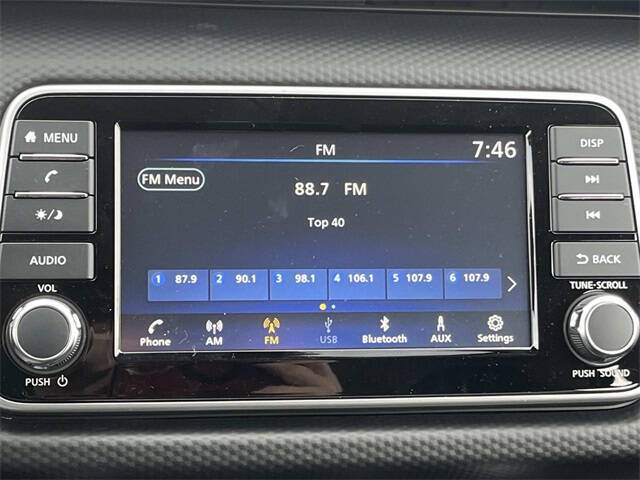 MENU
AUDIO
VOL
PUSH
FM 7:46
FM Menu
88.7 FM
Top 40
1 87.9 2 90.1 3 98.1 4 106.1 5 107.9 6 107.9
Phone AM FM USB Bluetooth AUX Settings
DISP
BACK
TUNE·SCROLL
PUSH SOUND